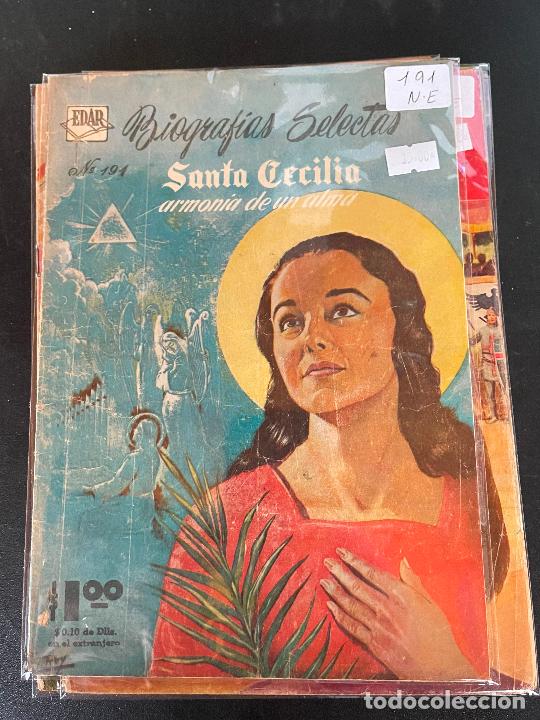 191
N-E
EDAR
Biografías Selectas
No 191
Santa Cecilia
armonía de un alma
$1.00
$0.10 de Dlls.
en el extranjero
todocoleccion.net